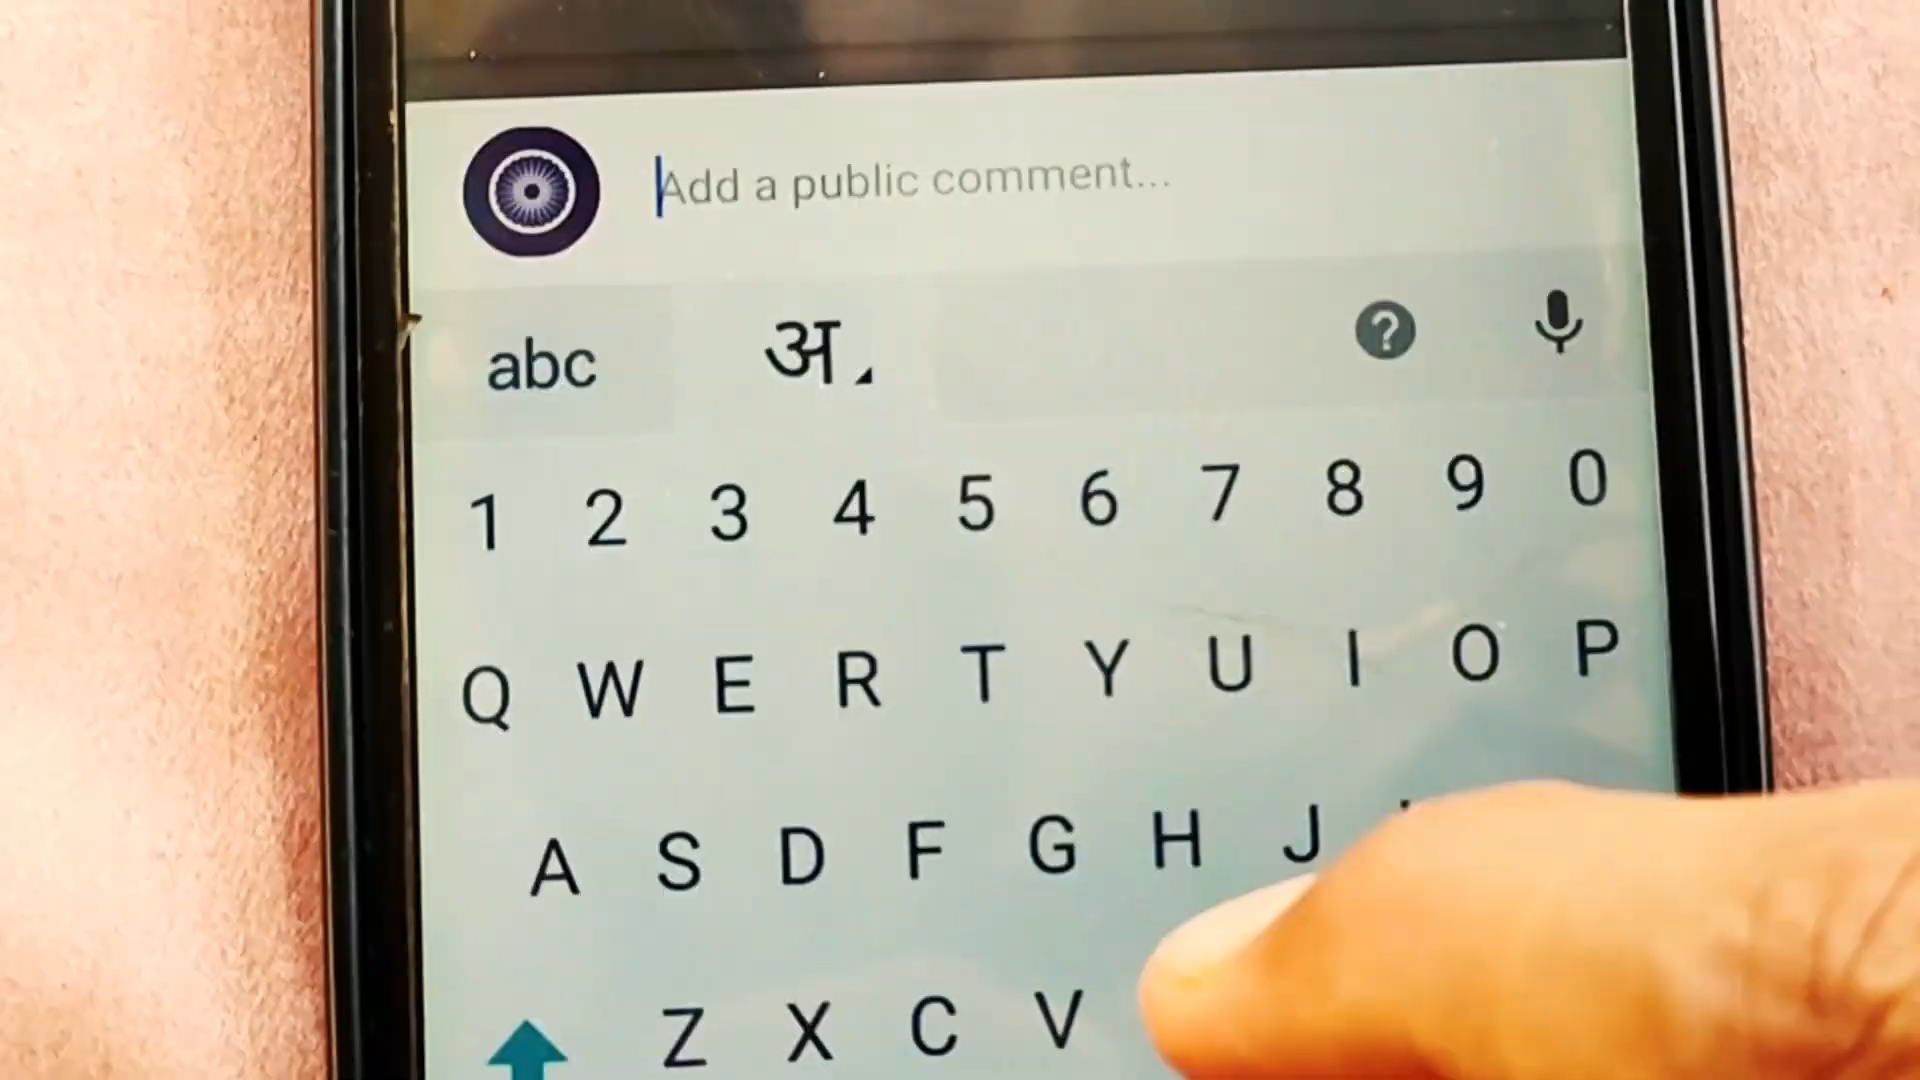 Add a public comment...
abc अ ?
1 2 3 4 5 6 7 8 9 0
Q W E R T Y U I O P
A S D F G H J
Z X C V